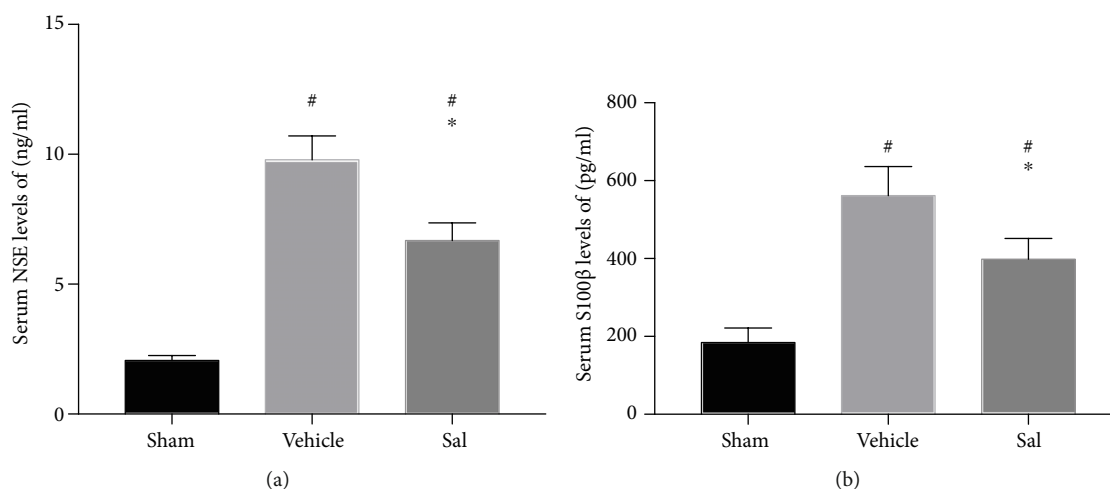 Serum NSE levels of (ng/ml)
15
10
5
0
#
#
*
Sham
Vehicle
Sal
(a)
Serum S100β levels of (pg/ml)
800
600
400
200
0
#
#
*
Sham
Vehicle
Sal
(b)